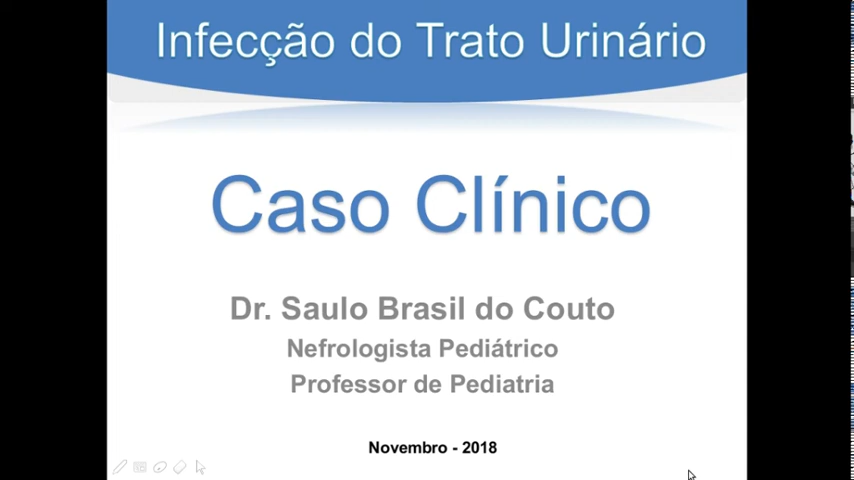 Infecção do Trato Urinário
Caso Clínico
Dr. Saulo Brasil do Couto
Nefrologista Pediátrico
Professor de Pediatria
Novembro - 2018